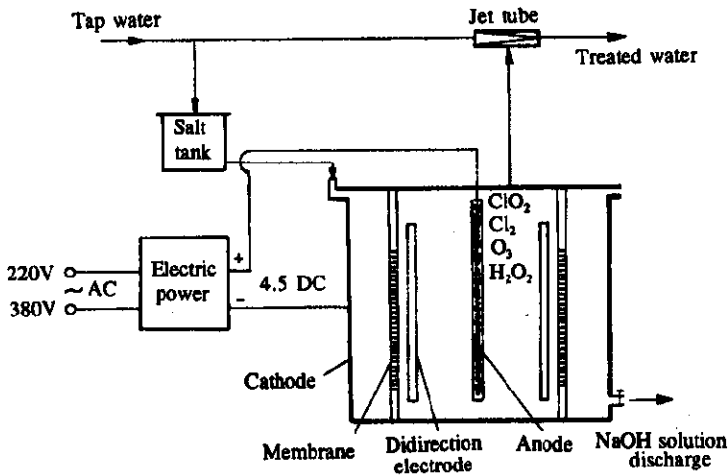 Tap water
Jet tube
Treated water
Salt
tank
ClO₂
Cl₂
O₃
H₂O₂
220V
~ AC
380V
Electric
power
+
4.5 DC
-
Cathode
Membrane
Didirection
electrode
Anode
NaOH solution
discharge